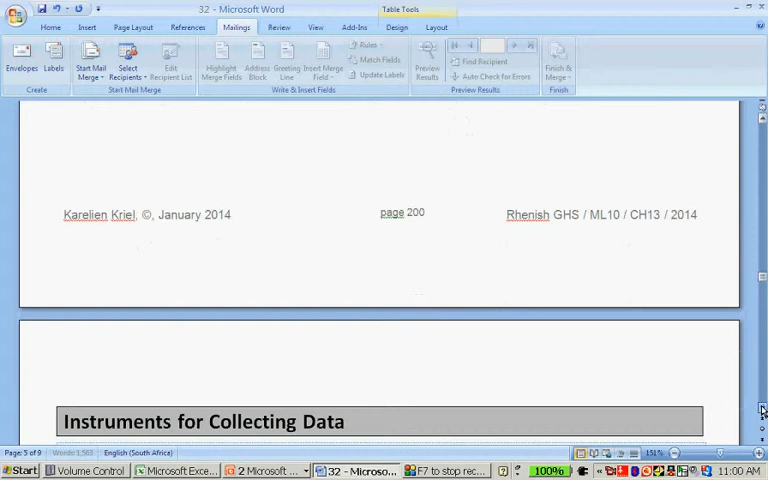 32 - Microsoft Word
Table Tools
Home Insert Page Layout References Mailings Review View Add-Ins Design Layout
Envelopes Labels
Create
Start Mail Merge
Select Recipients
Edit Recipient List
Start Mail Merge
Highlight Merge Fields
Address Block
Greeting Line
Insert Merge Field
Rules
Match Fields
Update Labels
Write & Insert Fields
Preview Results
Find Recipient
Auto Check for Errors
Preview Results
Finish & Merge
Finish
Karelien Kriel, ©, January 2014
page 200
Rhenish GHS / ML10 / CH13 / 2014
Instruments for Collecting Data
Page: 5 of 9 Words: 1,563 English (South Africa) 151%
Start Volume Control Microsoft Exce... 2 Microsoft ... 32 - Microso... F7 to stop rec... 100% 11:00 AM